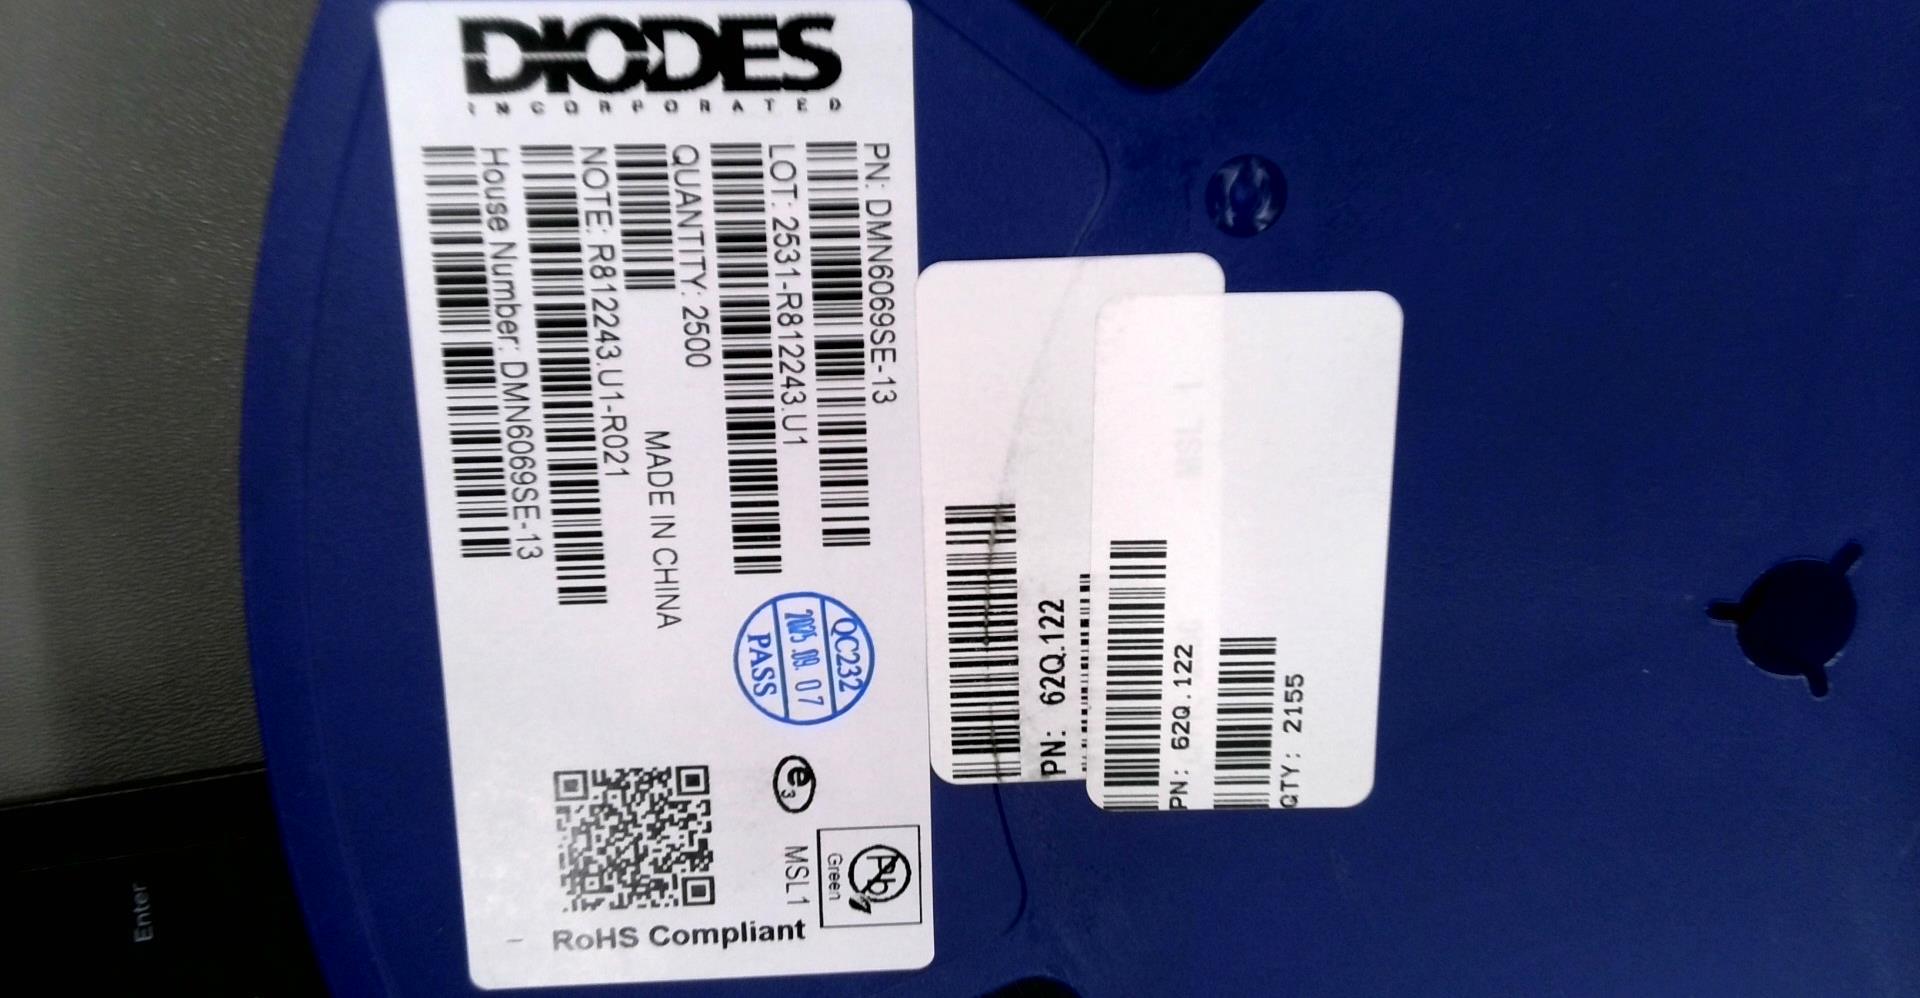 DIODES
INCORPORATED
PN: DMN6069SE-13
LOT: 2531-R812243.U1
QUANTITY: 2500
MADE IN CHINA
NOTE: R812243.U1-R021
House Number: DMN6069SE-13
QC232
2025.09.07
PASS
e3
MSL1
Pb
Green
RoHS Compliant
PN: 62Q.122
MSL 1
PN: 62Q.122
QTY: 2155
Enter